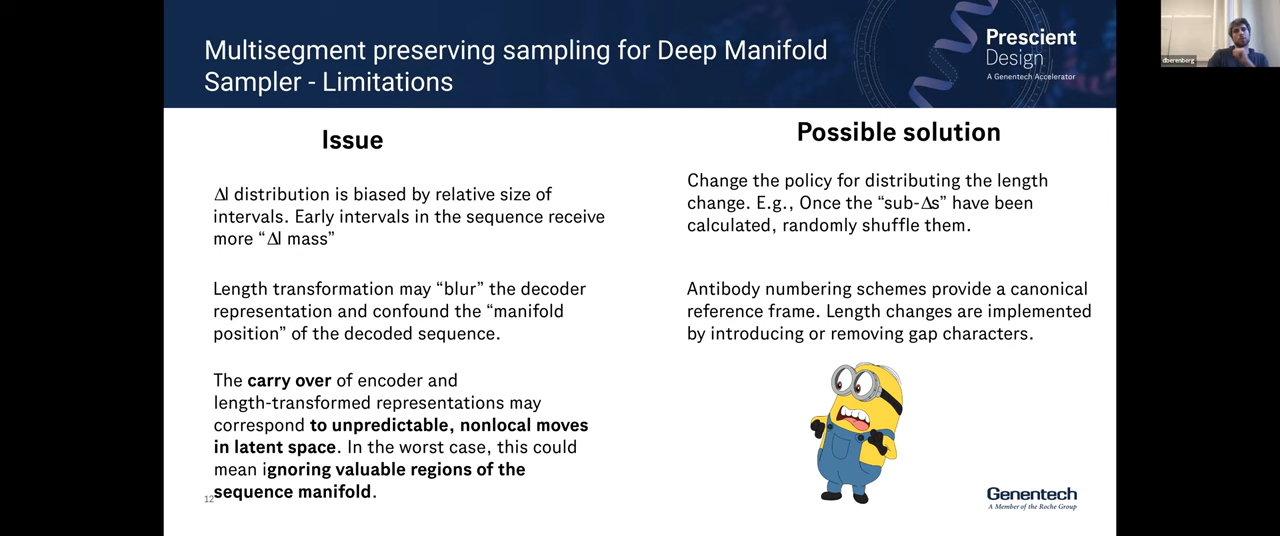 Multisegment preserving sampling for Deep Manifold
Sampler - Limitations
Prescient
Design
A Genentech Accelerator
dberenberg
Issue
Δl distribution is biased by relative size of
intervals. Early intervals in the sequence receive
more “Δl mass”
Length transformation may “blur” the decoder
representation and confound the “manifold
position” of the decoded sequence.
The carry over of encoder and
length-transformed representations may
correspond to unpredictable, nonlocal moves
in latent space. In the worst case, this could
mean ignoring valuable regions of the
sequence manifold.
Possible solution
Change the policy for distributing the length
change. E.g., Once the “sub-Δs” have been
calculated, randomly shuffle them.
Antibody numbering schemes provide a canonical
reference frame. Length changes are implemented
by introducing or removing gap characters.
12
Genentech
A Member of the Roche Group